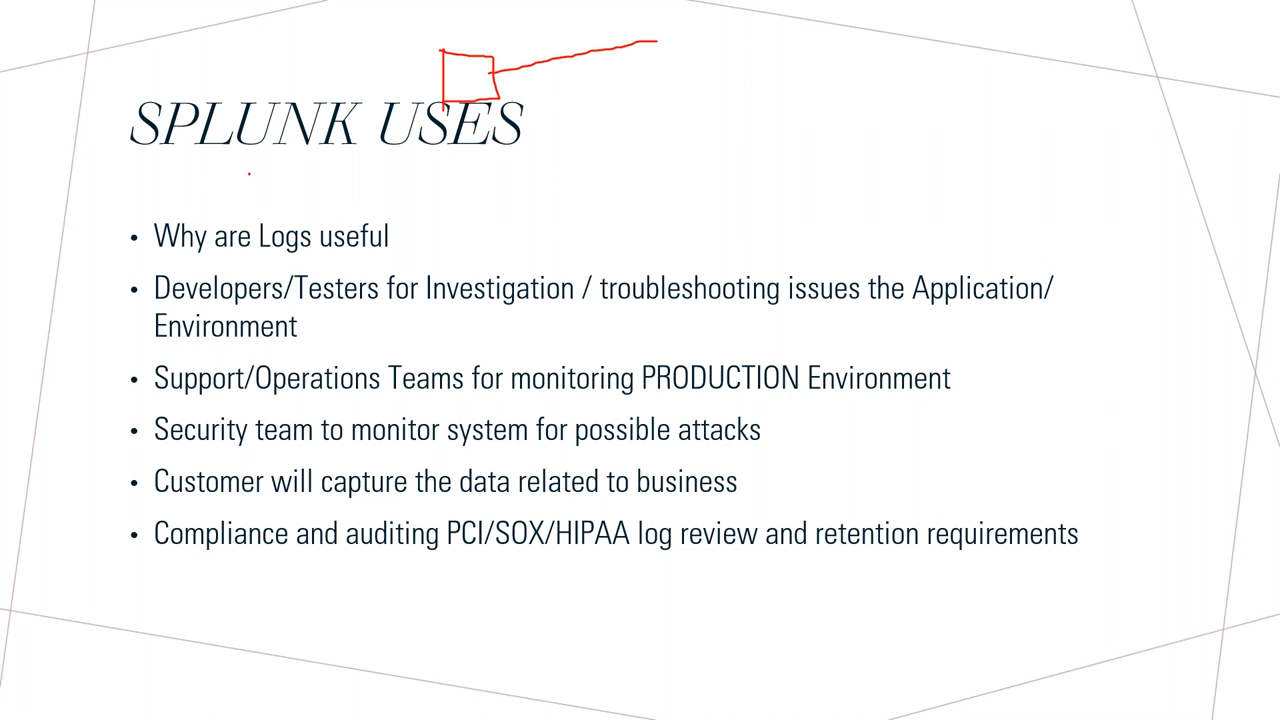 SPLUNK USES
• Why are Logs useful
• Developers/Testers for Investigation / troubleshooting issues the Application/
Environment
• Support/Operations Teams for monitoring PRODUCTION Environment
• Security team to monitor system for possible attacks
• Customer will capture the data related to business
• Compliance and auditing PCI/SOX/HIPAA log review and retention requirements